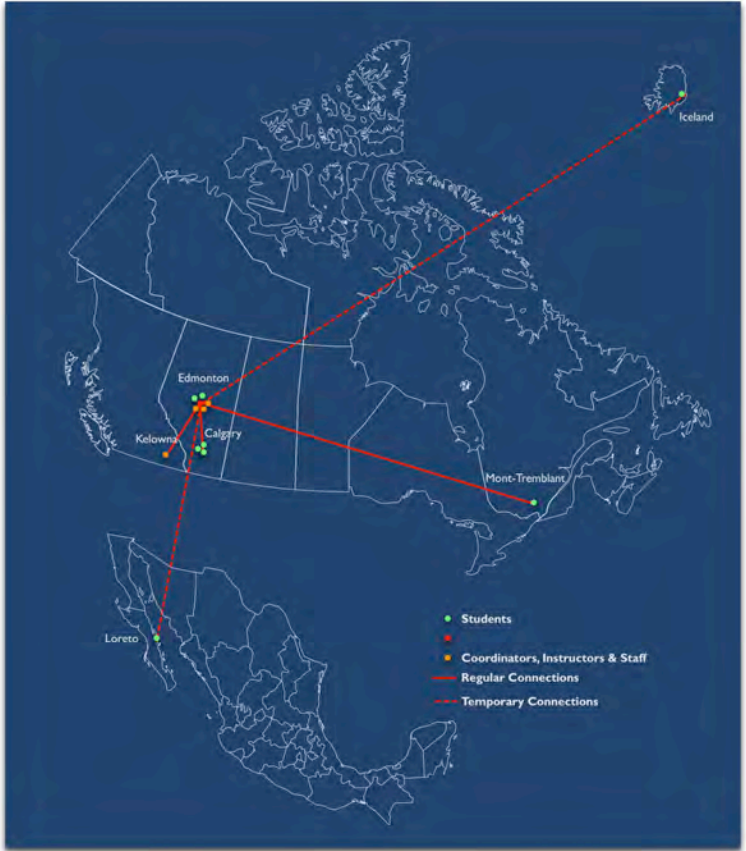 Iceland
Edmonton
Calgary
Kelowna
Mont-Tremblant
Loreto
Students
Coordinators, Instructors & Staff
Regular Connections
Temporary Connections